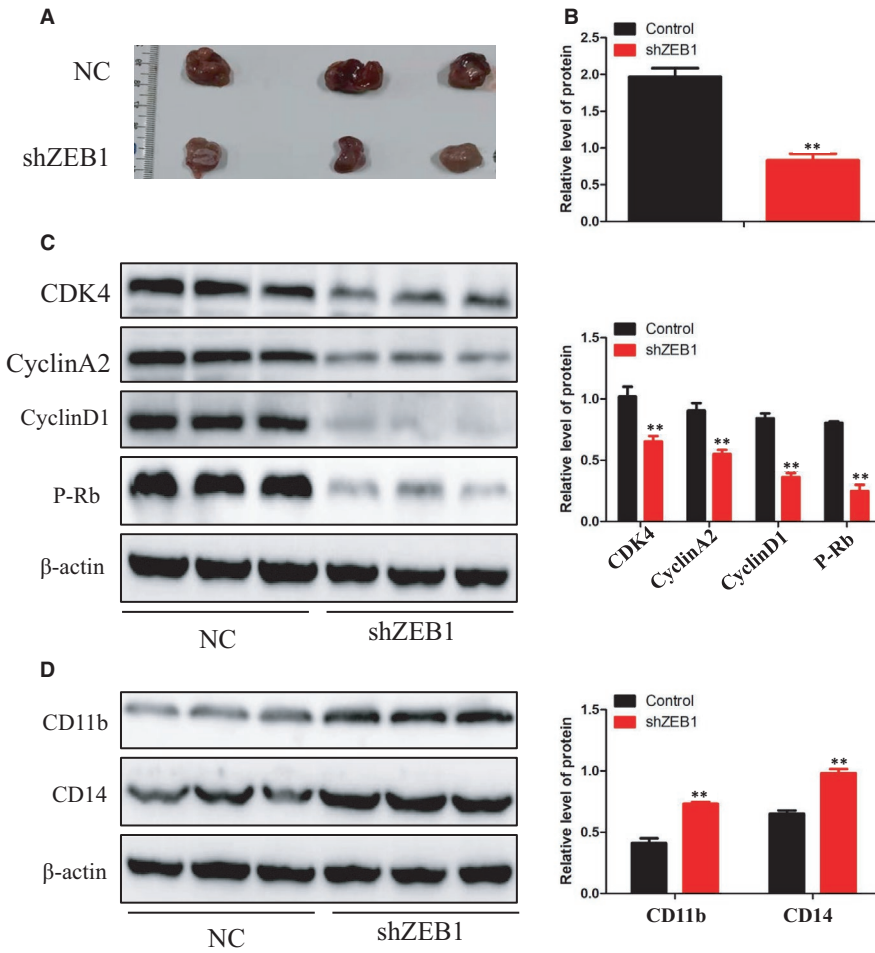 A
NC
shZEB1
B
Control
shZEB1
Relative level of protein
2.5
2.0
1.5
1.0
0.5
0.0
**
C
CDK4
CyclinA2
CyclinD1
P-Rb
β-actin
NC
shZEB1
Control
shZEB1
Relative level of protein
1.5
1.0
0.5
0.0
**
**
**
**
CDK4
CyclinA2
CyclinD1
P-Rb
D
CD11b
CD14
β-actin
NC
shZEB1
Control
shZEB1
Relative level of protein
1.5
1.0
0.5
0.0
**
**
CD11b
CD14